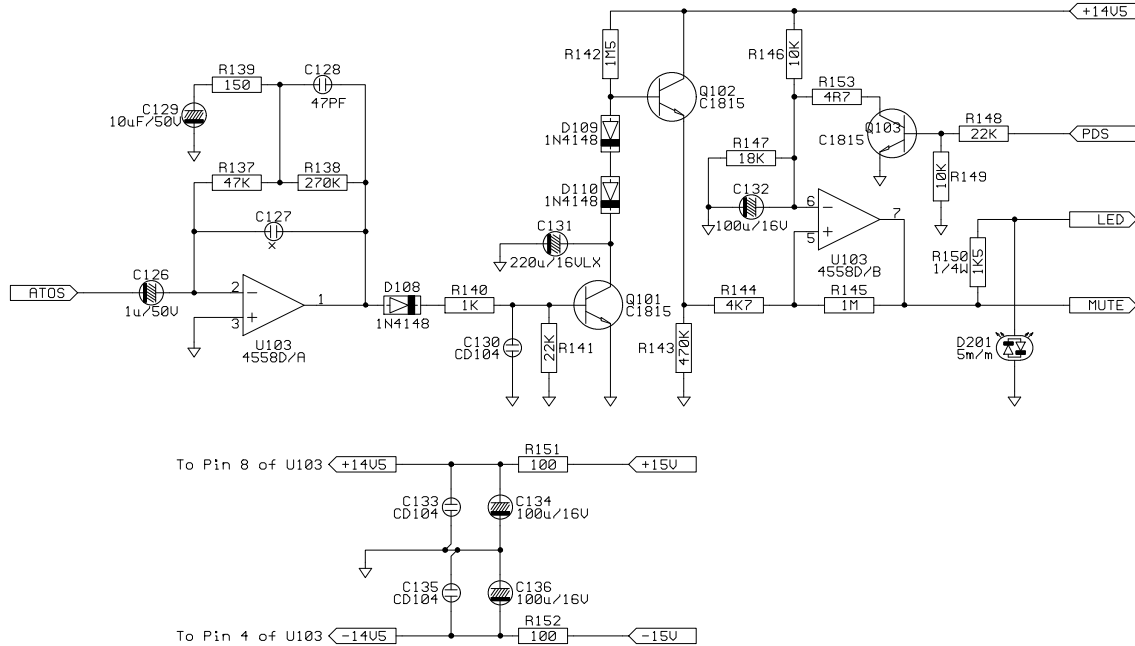 +14V5
R142
1M5
R146
10K
R139
150
C128
47PF
C129
10uF/50V
Q102
C1815
R153
4R7
Q103
C1815
R148
22K
PDS
D109
1N4148
R147
18K
10K
R149
R137
47K
R138
270K
D110
1N4148
C132
100u/16V
6
7
5
U103
4558D/B
LED
C127
x
C131
220u/16VLX
R150
1/4W
1K5
C126
1u/50V
ATOS
2
3
1
U103
4558D/A
D108
1N4148
R140
1K
Q101
C1815
R144
4K7
R145
1M
MUTE
C130
CD104
22K
R141
R143
470K
D201
5m/m
To Pin 8 of U103
+14V5
R151
100
+15V
C133
CD104
C134
100u/16V
C135
CD104
C136
100u/16V
To Pin 4 of U103
-14V5
R152
100
-15V